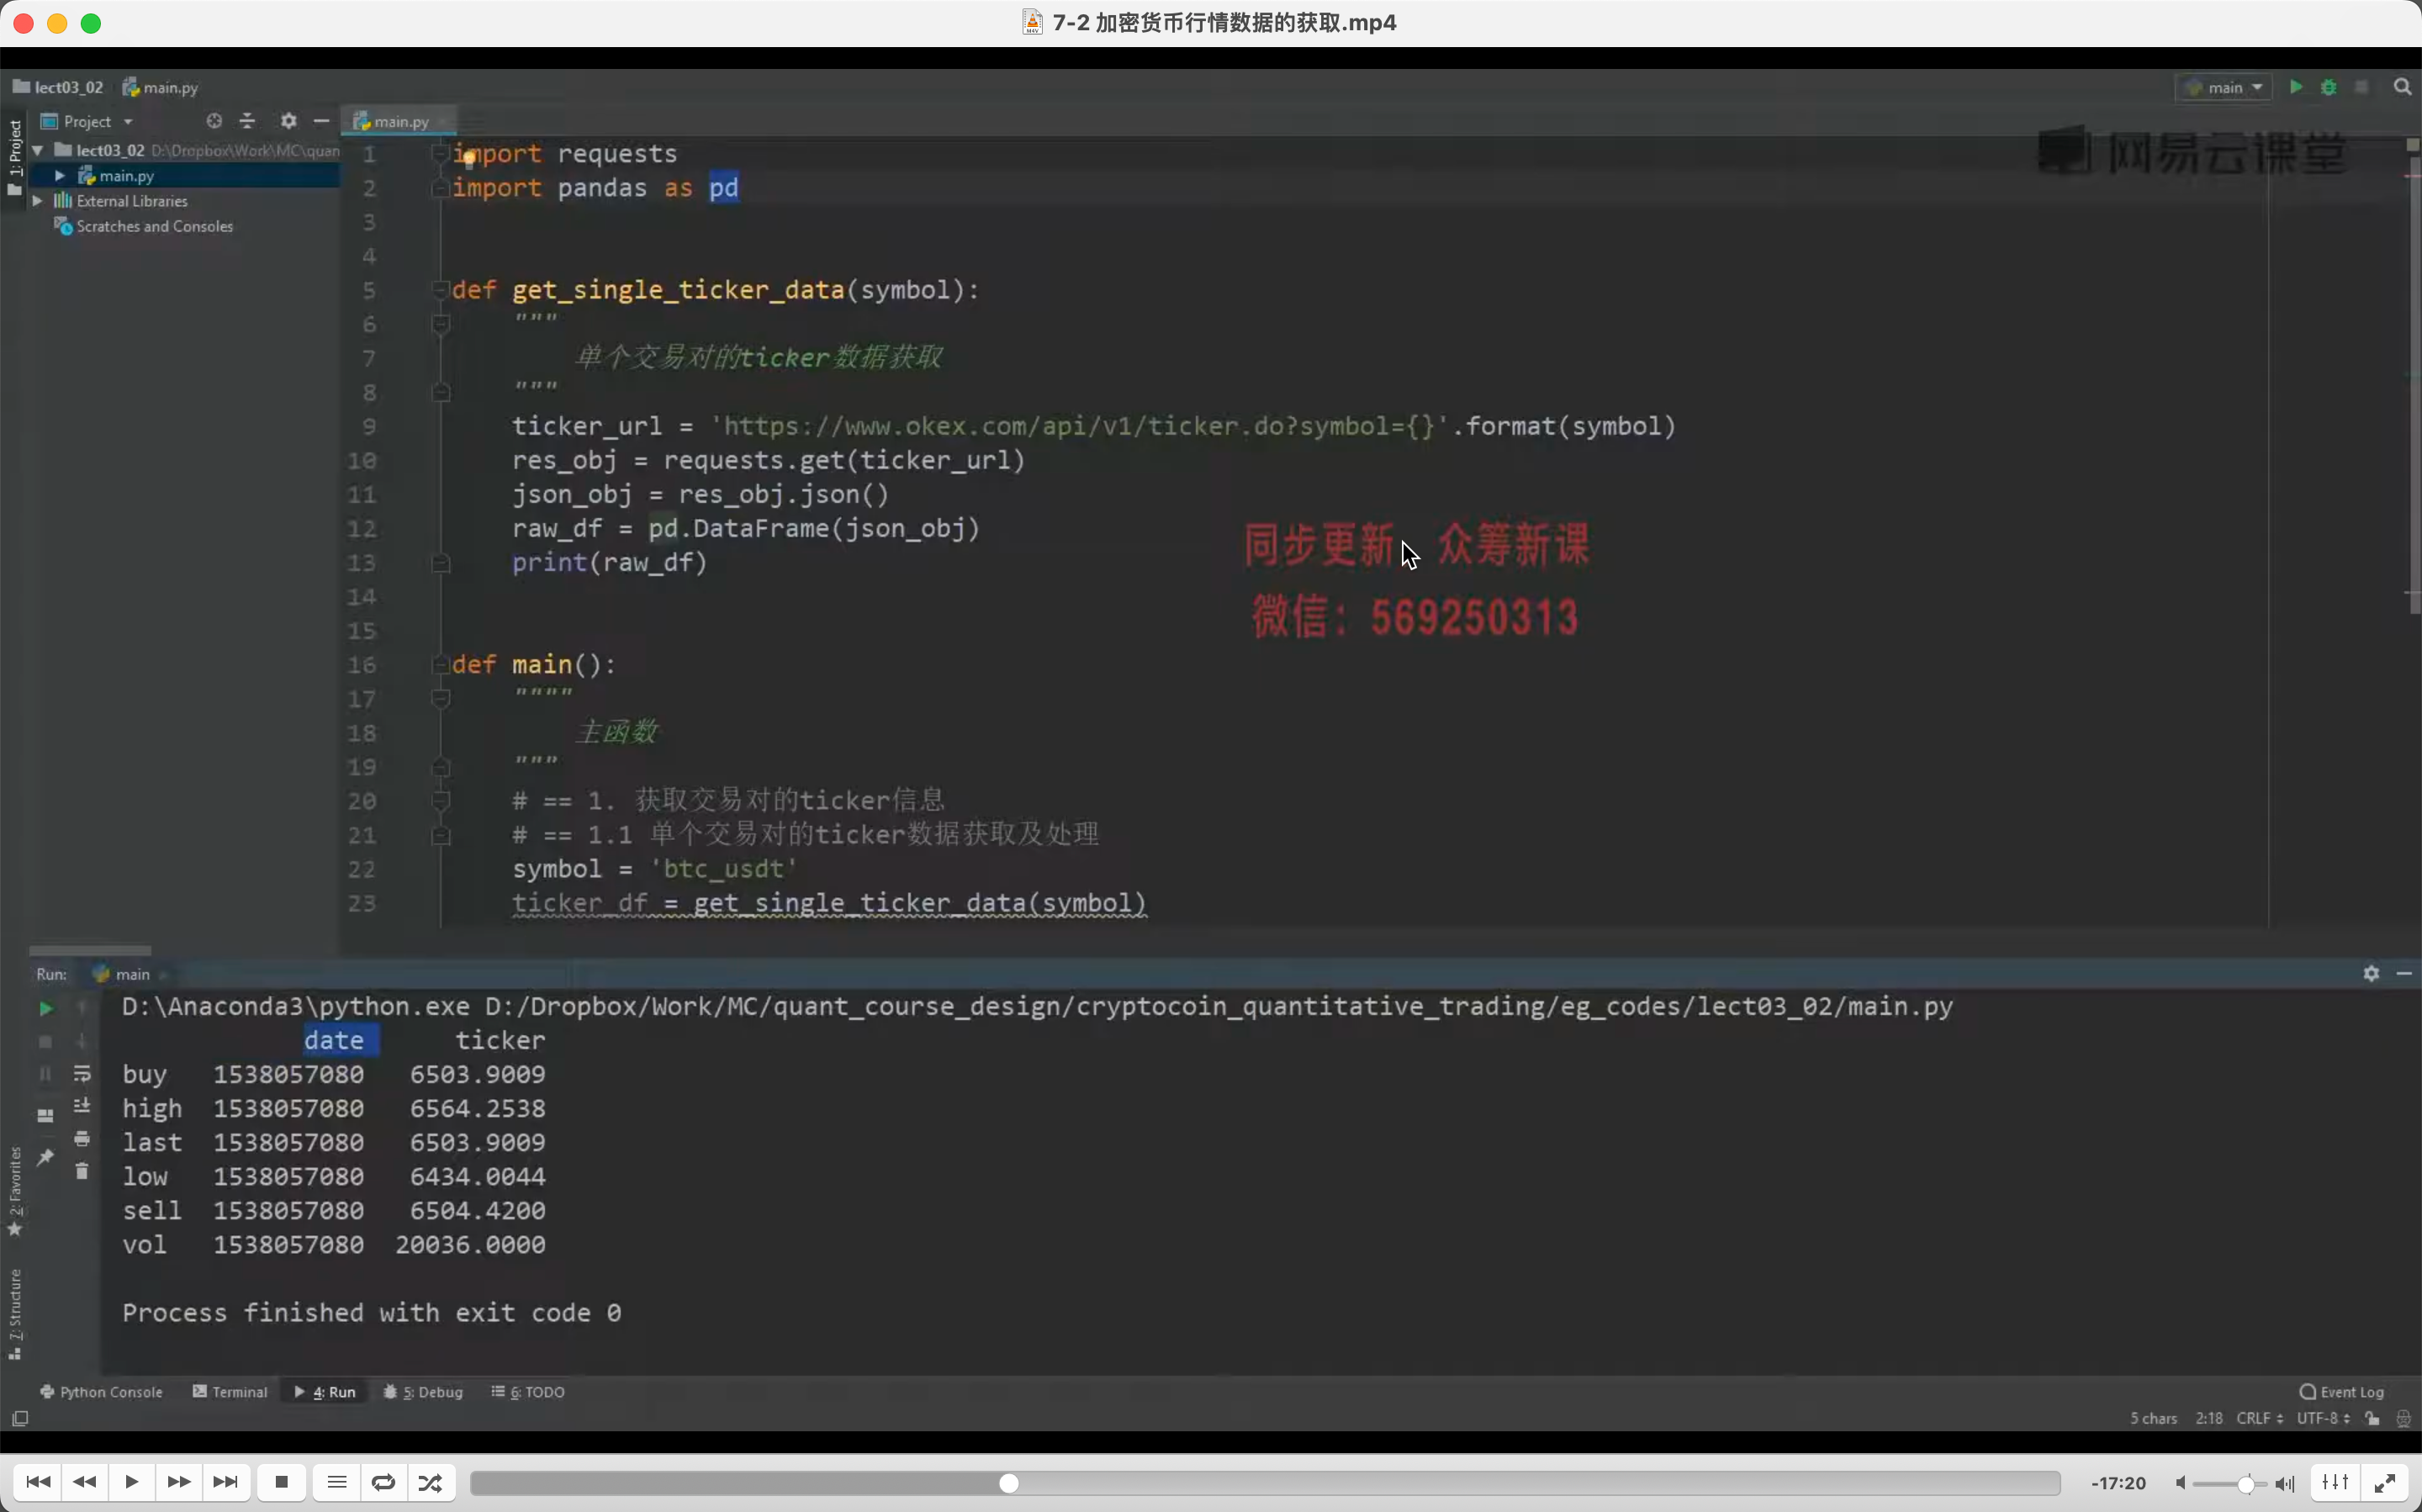 7-2 加密货币行情数据的获取.mp4
lect03_02 main.py
main
Project
main.py
1: Project
lect03_02 D:\Dropbox\Work\MC\quan
main.py
External Libraries
Scratches and Consoles
网易云课堂
1 import requests
2 import pandas as pd
3
4
5 def get_single_ticker_data(symbol):
6 """
7 单个交易对的ticker数据获取
8 """
9 ticker_url = 'https://www.okex.com/api/v1/ticker.do?symbol={}'.format(symbol)
10 res_obj = requests.get(ticker_url)
11 json_obj = res_obj.json()
12 raw_df = pd.DataFrame(json_obj)
13 print(raw_df)
14
15
16 def main():
17 """"
18 主函数
19 """
20 # == 1. 获取交易对的ticker信息
21 # == 1.1 单个交易对的ticker数据获取及处理
22 symbol = 'btc_usdt'
23 ticker_df = get_single_ticker_data(symbol)
同步更新 众筹新课
微信：569250313
Run: main
D:\Anaconda3\python.exe D:/Dropbox/Work/MC/quant_course_design/cryptocoin_quantitative_trading/eg_codes/lect03_02/main.py
date ticker
buy 1538057080 6503.9009
high 1538057080 6564.2538
last 1538057080 6503.9009
low 1538057080 6434.0044
sell 1538057080 6504.4200
vol 1538057080 20036.0000
Process finished with exit code 0
2: Favorites
7: Structure
Python Console Terminal 4: Run 5: Debug 6: TODO
Event Log
5 chars 2:18 CRLF UTF-8
-17:20